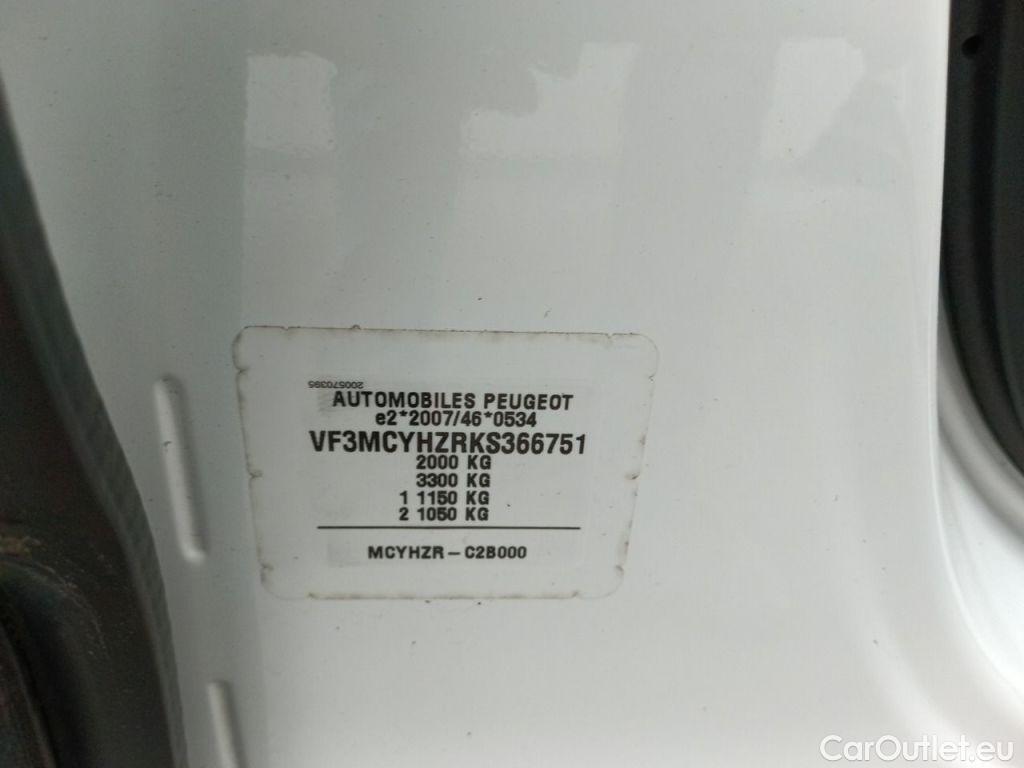 200570395
AUTOMOBILES PEUGEOT
e2*2007/46*0534
VF3MCYHZRKS366751
2000 KG
3300 KG
1 1150 KG
2 1050 KG
MCYHZR-C2B000
CarOutlet.eu